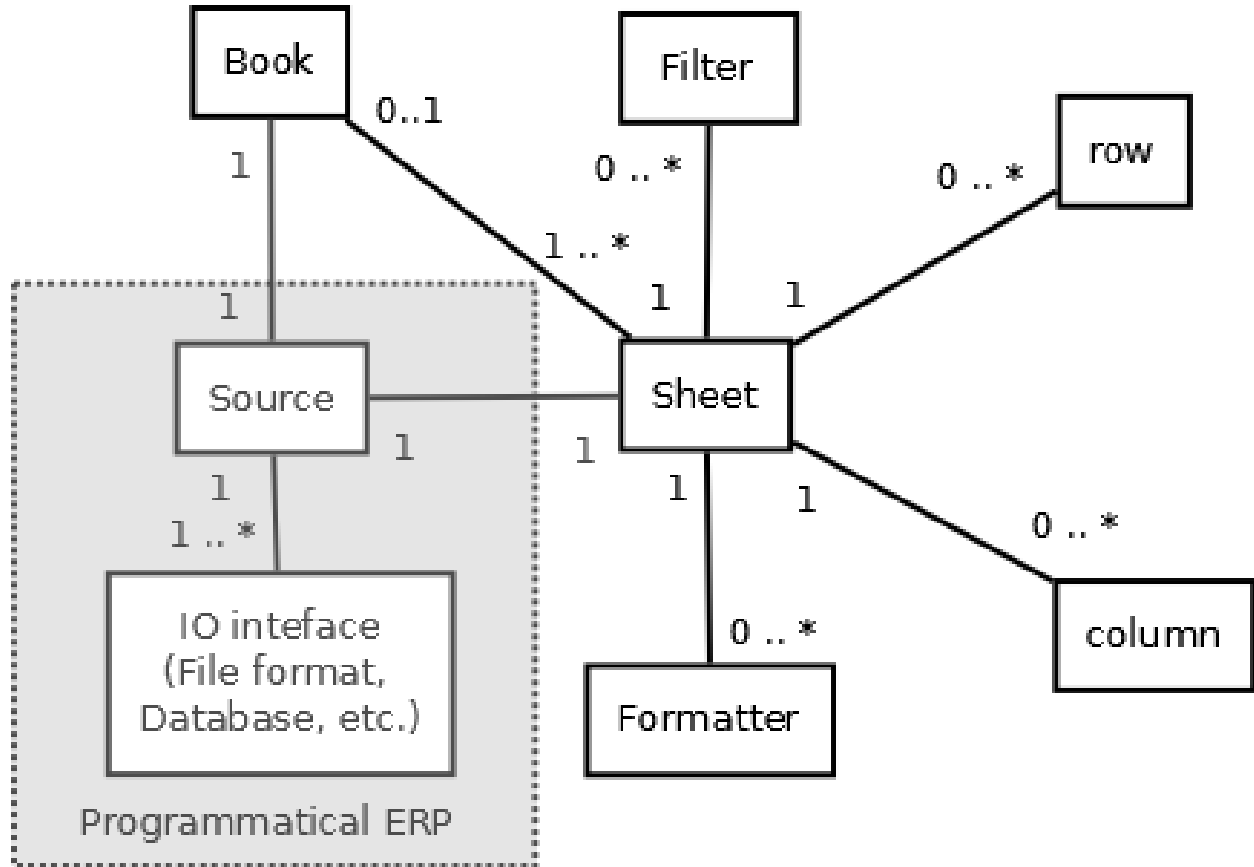 Book
Filter
0..1
row
1
0 .. *
0 .. *
1 .. *
1
1
1
Source
Sheet
1
1
1
1
1
1 .. *
0 .. *
IO inteface
(File format,
Database, etc.)
0 .. *
column
Formatter
Programmatical ERP